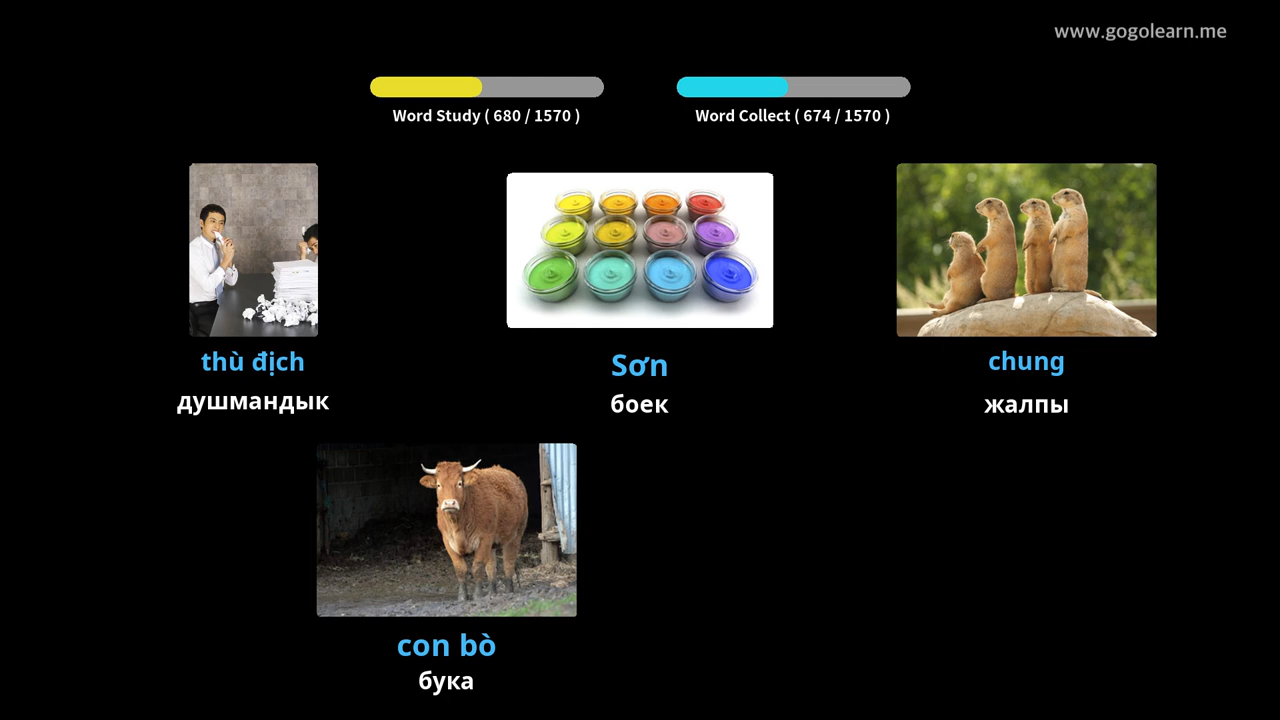 www.gogolearn.me
Word Study ( 680 / 1570 )
Word Collect ( 674 / 1570 )
thù địch
душмандык
Sơn
боек
chung
жалпы
con bò
бука